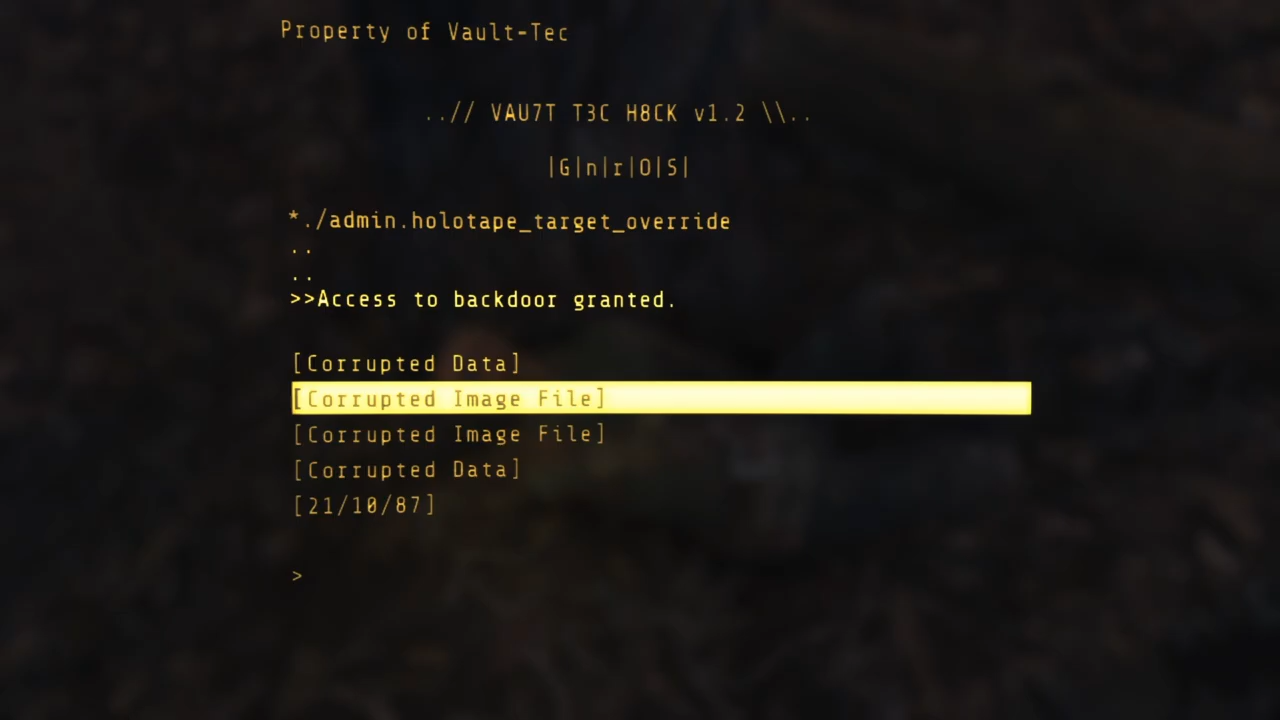 Property of Vault-Tec
..// VAU7T T3C H8CK v1.2 \\..
|G|n|r|O|S|
*./admin.holotape_target_override
..
..
>>Access to backdoor granted.
[Corrupted Data]
[Corrupted Image File]
[Corrupted Image File]
[Corrupted Data]
[21/10/87]
>